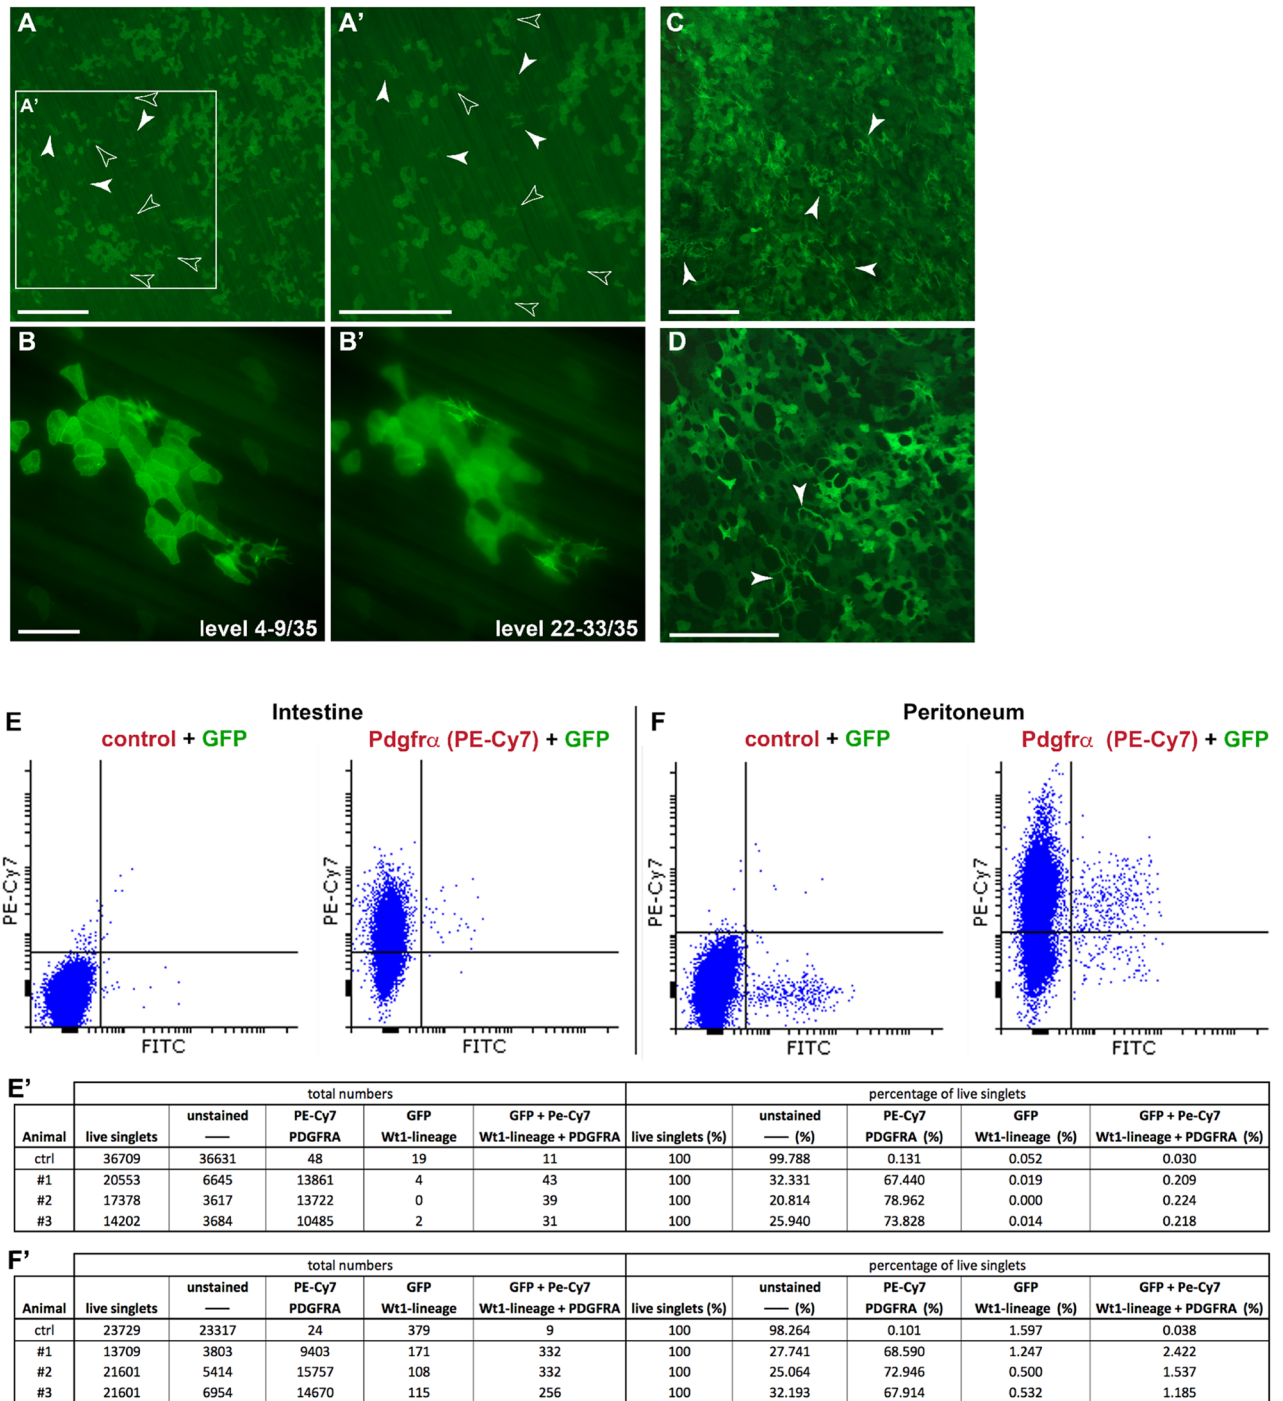 A
A'
C
A'
B
B'
D
level 4-9/35
level 22-33/35
E
Intestine
control + GFP
Pdgfrα (PE-Cy7) + GFP
F
Peritoneum
control + GFP
Pdgfrα (PE-Cy7) + GFP
PE-Cy7
PE-Cy7
PE-Cy7
PE-Cy7
FITC
FITC
FITC
FITC
E'
total numbers percentage of live singlets
unstained PE-Cy7 GFP GFP + Pe-Cy7 unstained PE-Cy7 GFP GFP + Pe-Cy7
Animal live singlets —— PDGFRA Wt1-lineage Wt1-lineage + PDGFRA live singlets (%) —— (%) PDGFRA (%) Wt1-lineage (%) Wt1-lineage + PDGFRA (%)
ctrl 36709 36631 48 19 11 100 99.788 0.131 0.052 0.030
#1 20553 6645 13861 4 43 100 32.331 67.440 0.019 0.209
#2 17378 3617 13722 0 39 100 20.814 78.962 0.000 0.224
#3 14202 3684 10485 2 31 100 25.940 73.828 0.014 0.218
F'
total numbers percentage of live singlets
unstained PE-Cy7 GFP GFP + Pe-Cy7 unstained PE-Cy7 GFP GFP + Pe-Cy7
Animal live singlets —— PDGFRA Wt1-lineage Wt1-lineage + PDGFRA live singlets (%) —— (%) PDGFRA (%) Wt1-lineage (%) Wt1-lineage + PDGFRA (%)
ctrl 23729 23317 24 379 9 100 98.264 0.101 1.597 0.038
#1 13709 3803 9403 171 332 100 27.741 68.590 1.247 2.422
#2 21601 5414 15757 108 332 100 25.064 72.946 0.500 1.537
#3 21601 6954 14670 115 256 100 32.193 67.914 0.532 1.185